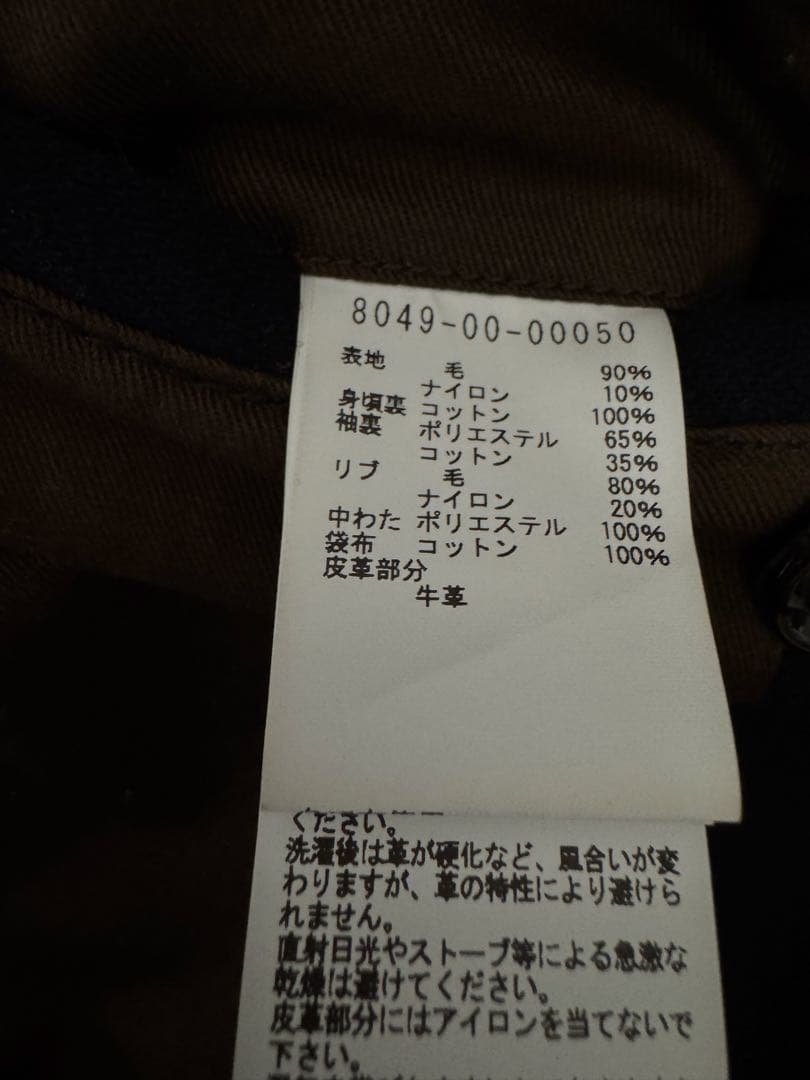 8049-00-00050
表地 毛 90%
ナイロン 10%
身頃裏 コットン 100%
袖裏 ポリエステル 65%
コットン 35%
リブ 毛 80%
ナイロン 20%
中わた ポリエステル 100%
袋布 コットン 100%
皮革部分
牛革
ください。
洗濯後は革が硬化など、風合いが変
わりますが、革の特性により避けら
れません。
直射日光やストーブ等による急激な
乾燥は避けてください。
皮革部分にはアイロンを当てないで
下さい。